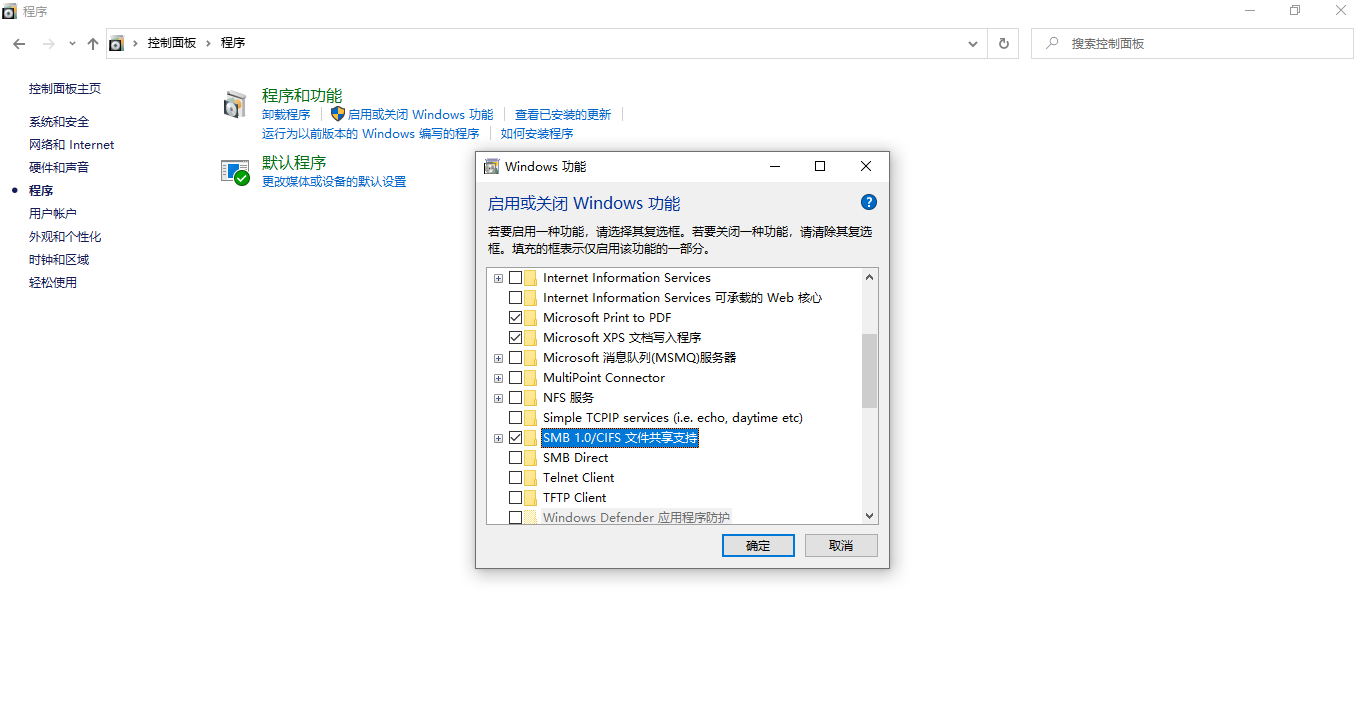 程序
控制面板 程序
搜索控制面板
控制面板主页
系统和安全
网络和 Internet
硬件和声音
程序
用户帐户
外观和个性化
时钟和区域
轻松使用
程序和功能
卸载程序 启用或关闭 Windows 功能 查看已安装的更新
运行为以前版本的 Windows 编写的程序 如何安装程序
默认程序
更改媒体或设备的默认设置
Windows 功能
启用或关闭 Windows 功能
?
若要启用一种功能，请选择其复选框。若要关闭一种功能，请清除其复选
框。填充的框表示仅启用该功能的一部分。
Internet Information Services
Internet Information Services 可承载的 Web 核心
Microsoft Print to PDF
Microsoft XPS 文档写入程序
Microsoft 消息队列(MSMQ)服务器
MultiPoint Connector
NFS 服务
Simple TCPIP services (i.e. echo, daytime etc)
SMB 1.0/CIFS 文件共享支持
SMB Direct
Telnet Client
TFTP Client
Windows Defender 应用程序防护
确定 取消